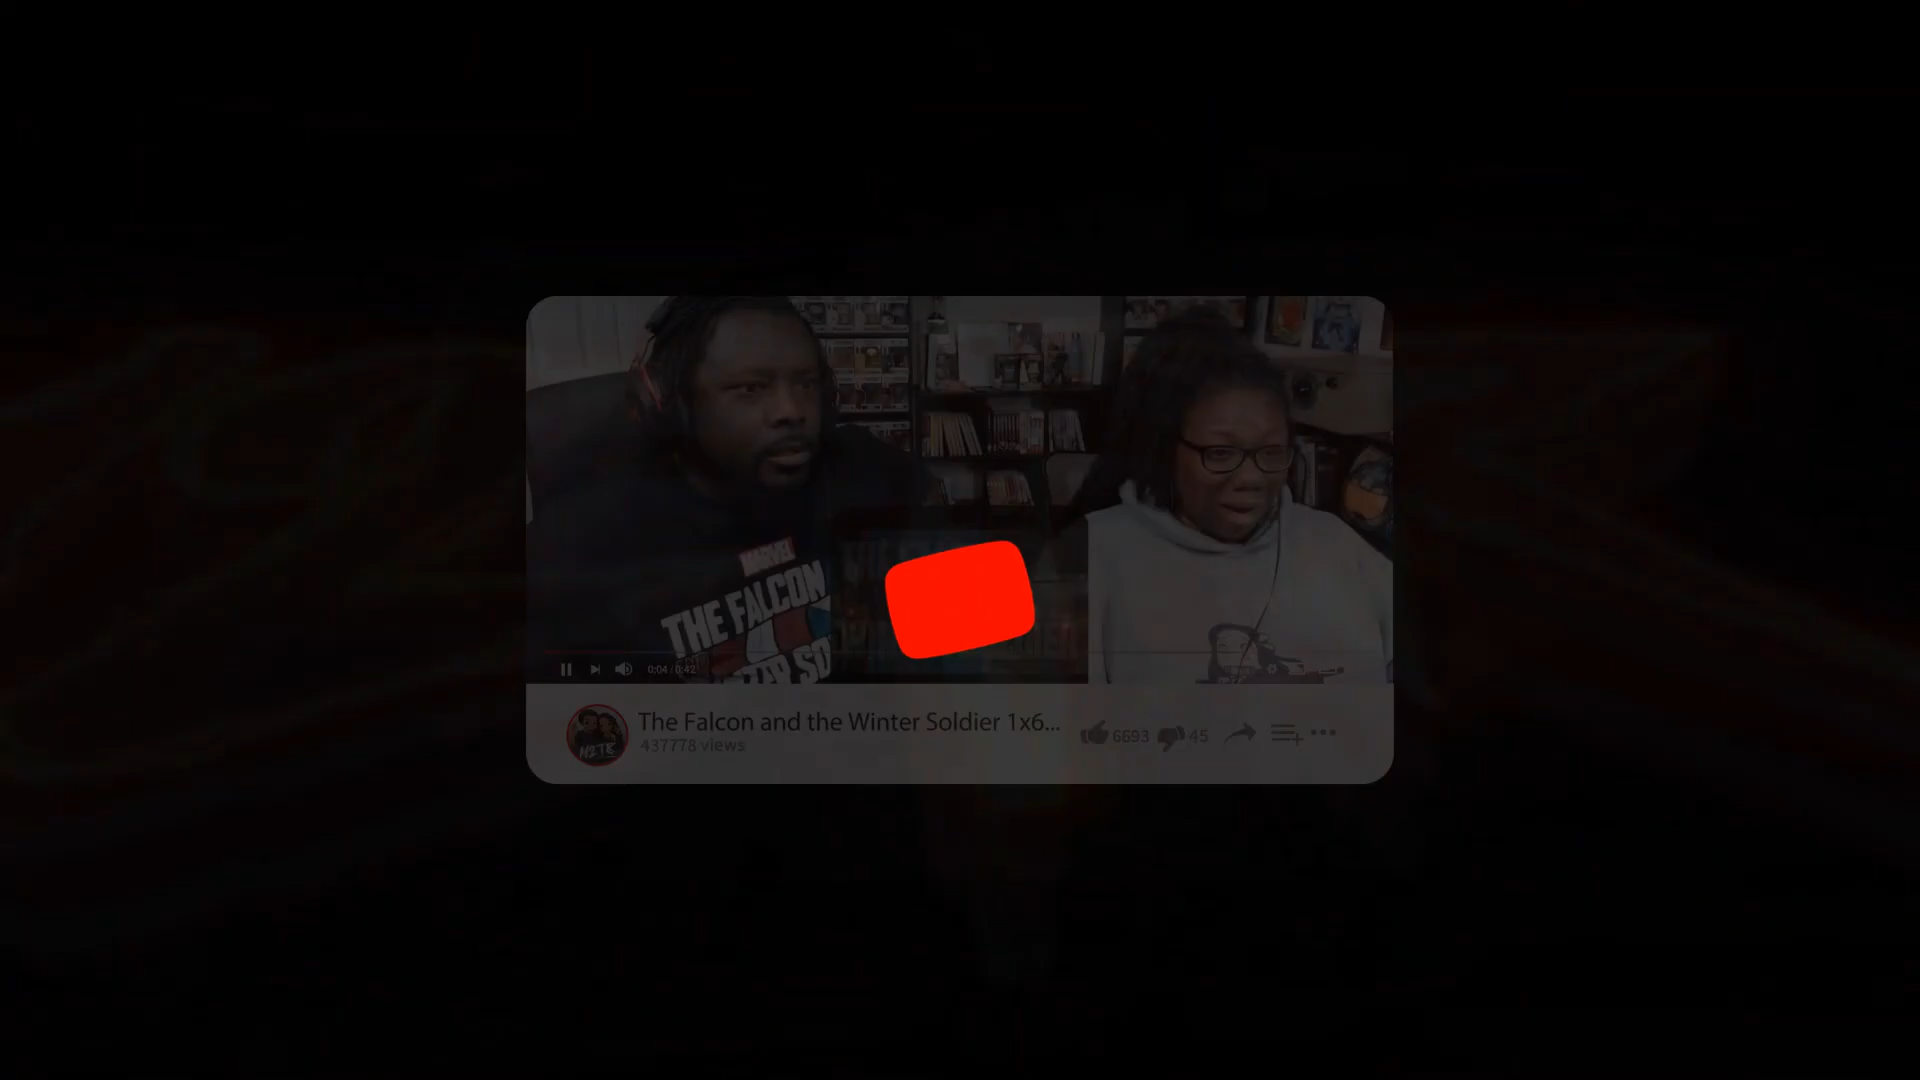 MARVEL
THE FALCON
0:04 / 0:42
The Falcon and the Winter Soldier 1x6...
437778 views
6693
45